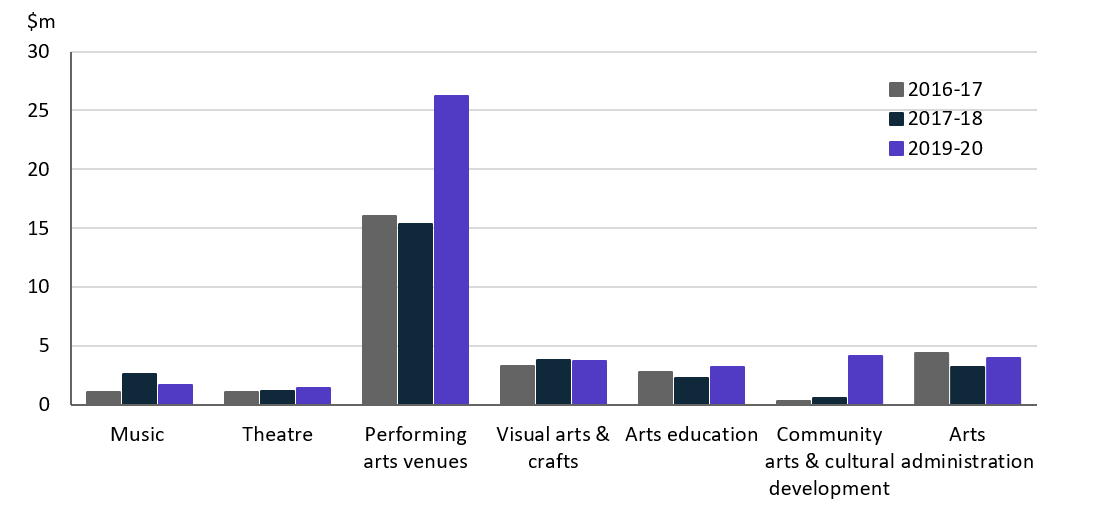 $m
30
25
20
15
10
5
0
2016-17
2017-18
2019-20
Music
Theatre
Performing
arts venues
Visual arts &
crafts
Arts education
Community
arts & cultural
development
Arts
administration